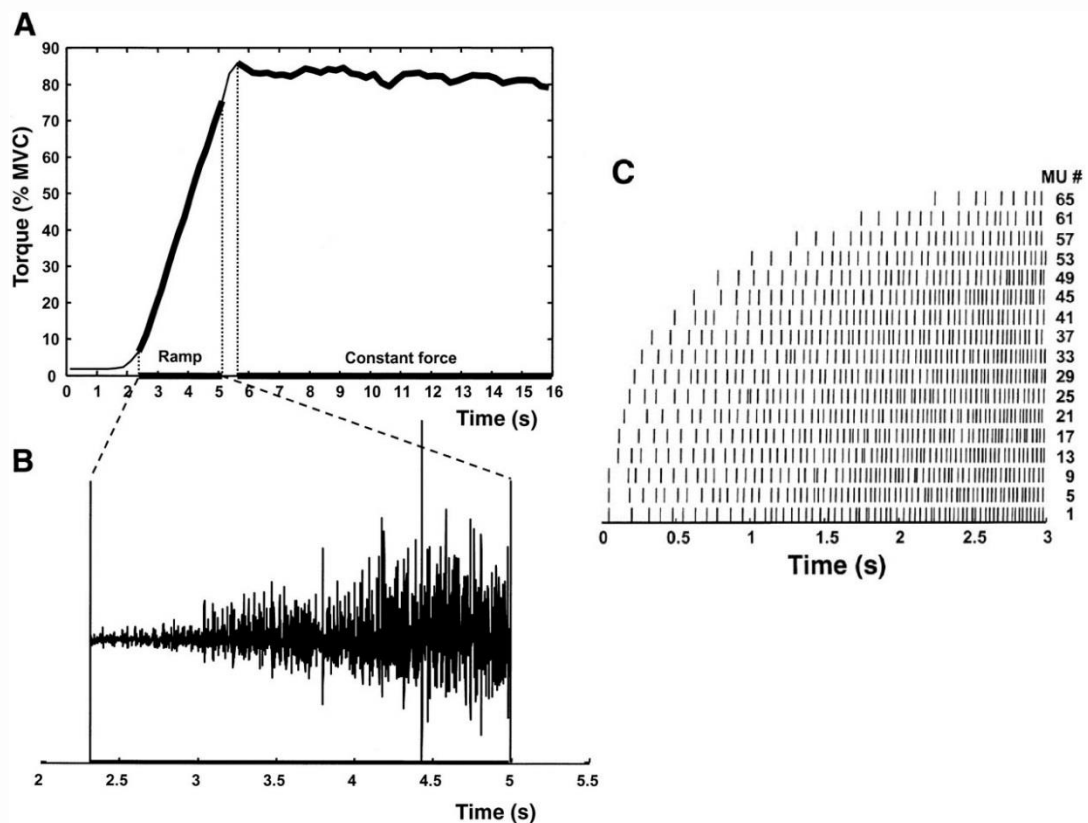 A
90
80
70
60
50
40
30
20
10
0
Torque (% MVC)
Ramp
Constant force
0 1 2 3 4 5 6 7 8 9 10 11 12 13 14 15 16
Time (s)
B
2 2.5 3 3.5 4 4.5 5 5.5
Time (s)
C
MU #
65
61
57
53
49
45
41
37
33
29
25
21
17
13
9
5
1
0 0.5 1 1.5 2 2.5 3
Time (s)